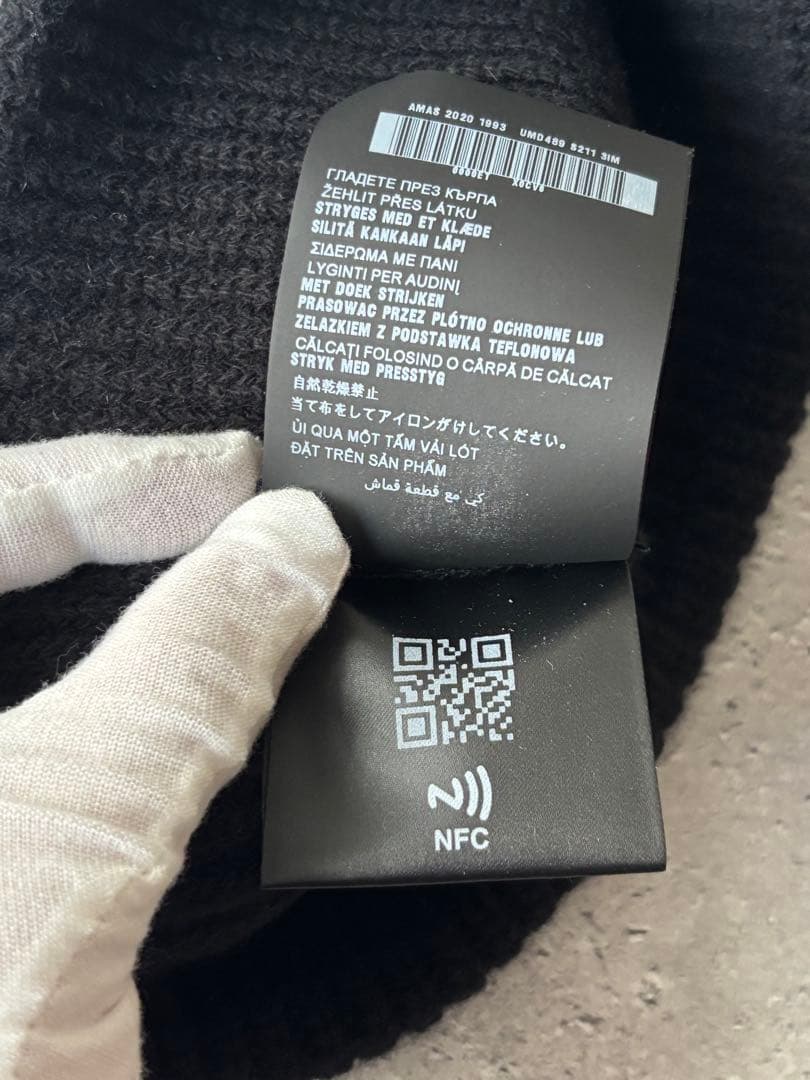 AMAS 2020 1993 UMD489 S211 3IM
ГЛАДЕТЕ ПРЕЗ КЪРПА
ŽEHLIT PŘES LÁTKU
STRYGES MED ET KLÆDE
SILITÄ KANKAAN LÄPI
ΣΙΔΕΡΩΜΑ ΜΕ ΠΑΝΙ
LYGINTI PER AUDINĮ
MET DOEK STRIJKEN
PRASOWAC PRZEZ PLÓTNO OCHRONNE LUB
ZELAZKIEM Z PODSTAWKA TEFLONOWA
CĂLCAȚI FOLOSIND O CÂRPĂ DE CĂLCAT
STRYK MED PRESSTYG
自然乾燥禁止
当て布をしてアイロンがけしてください。
ỦI QUA MỘT TẤM VẢI LÓT
ĐẶT TRÊN SẢN PHẨM
كي مع قطعة قماش
NFC